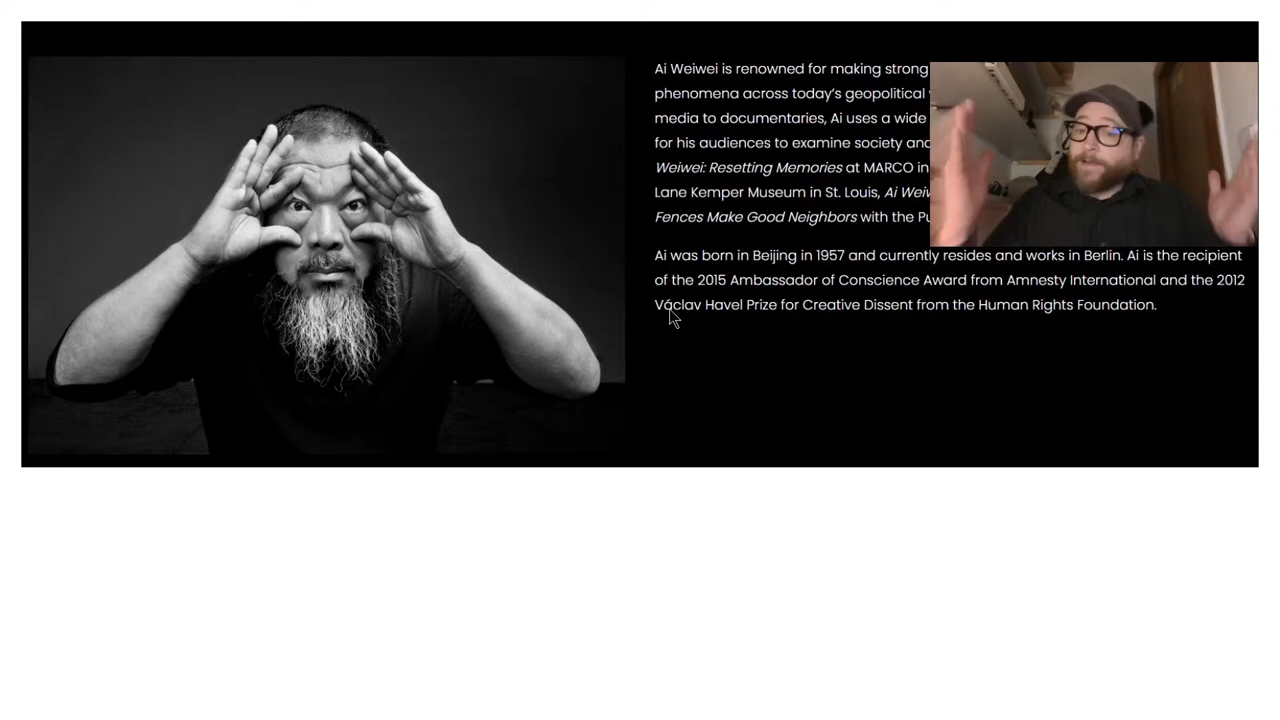 Ai Weiwei is renowned for making strong
phenomena across today's geopolitical
media to documentaries, Ai uses a wide
for his audiences to examine society and
Weiwei: Resetting Memories at MARCO in
Lane Kemper Museum in St. Louis, Ai Weiw
Fences Make Good Neighbors with the Pu
Ai was born in Beijing in 1957 and currently resides and works in Berlin. Ai is the recipient
of the 2015 Ambassador of Conscience Award from Amnesty International and the 2012
Václav Havel Prize for Creative Dissent from the Human Rights Foundation.